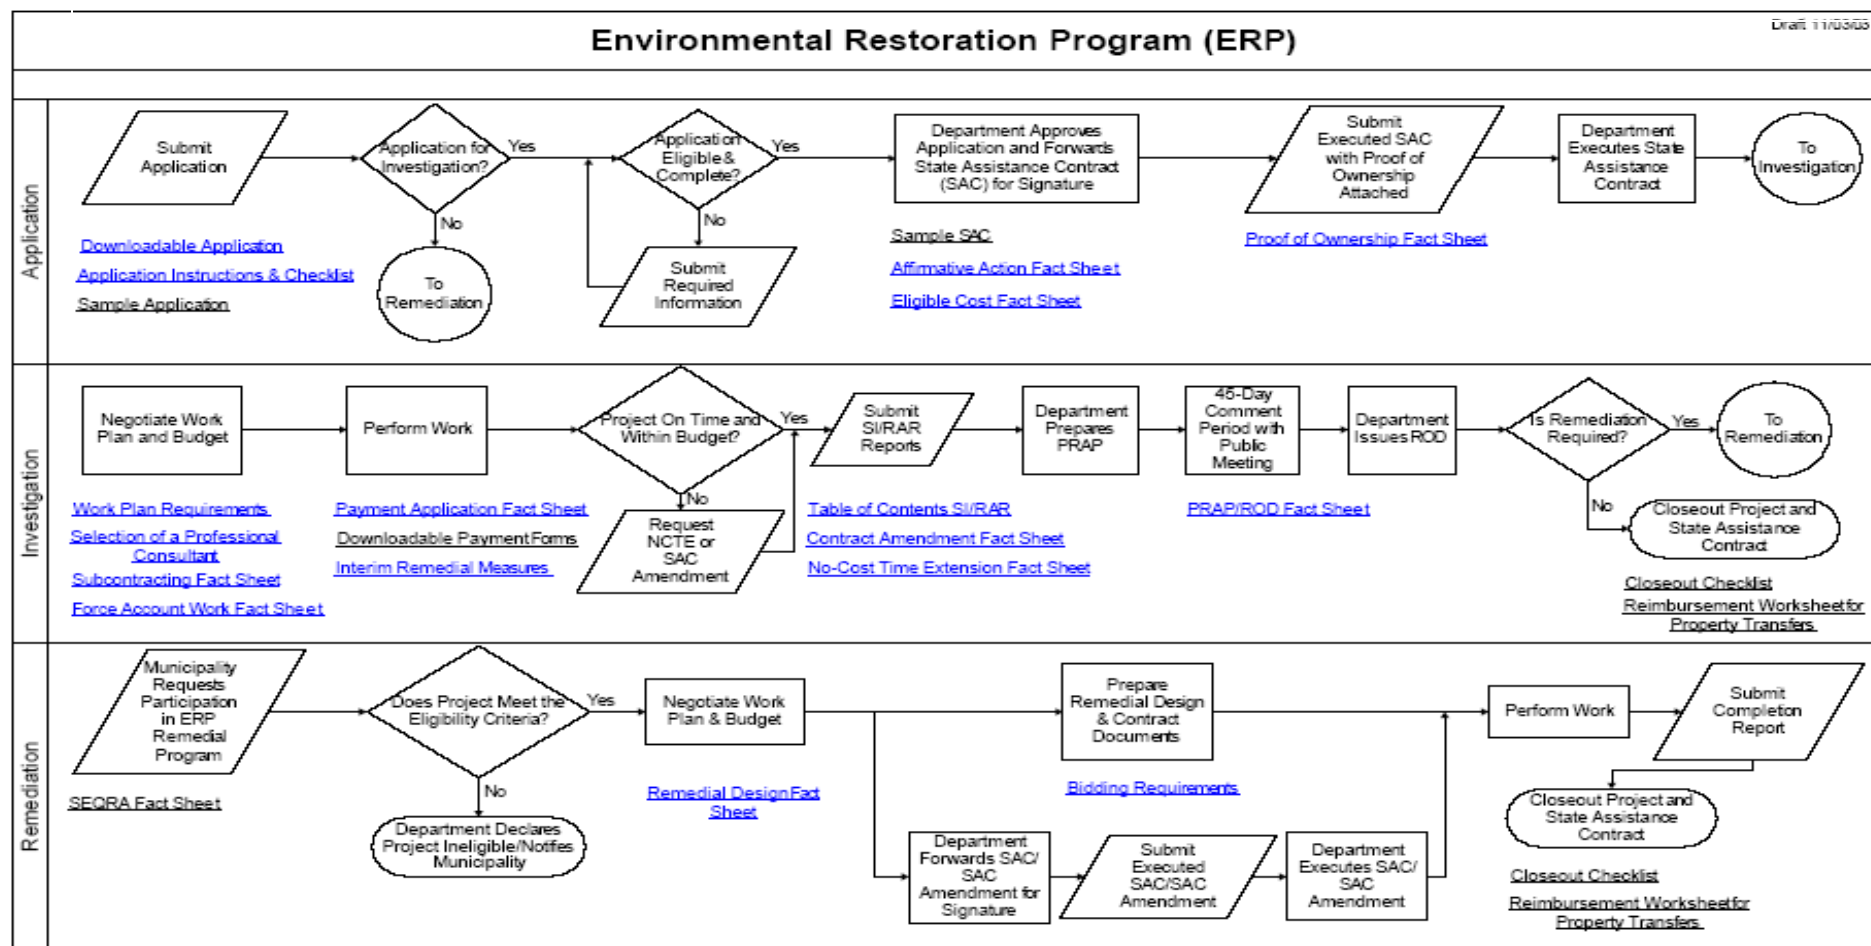 Draft 11/03/03
Environmental Restoration Program (ERP)
Application
Submit
Application
Application for
Investigation?
Yes
No
To
Remediation
Application
Eligible &
Complete?
Yes
No
Submit
Required
Information
Department Approves
Application and Forwards
State Assistance Contract
(SAC) for Signature
Submit
Executed SAC
with Proof of
Ownership
Attached
Department
Executes State
Assistance
Contract
To
Investigation
Downloadable Application
Application Instructions & Checklist
Sample Application
Sample SAC
Affirmative Action Fact Sheet
Eligible Cost Fact Sheet
Proof of Ownership Fact Sheet
Investigation
Negotiate Work
Plan and Budget
Perform Work
Project On Time and
Within Budget?
Yes
No
Request
NCTE or
SAC
Amendment
Submit
SI/RAR
Reports
Department
Prepares
PRAP
45-Day
Comment
Period with
Public
Meeting
Department
Issues ROD
Is Remediation
Required?
Yes
To
Remediation
No
Closeout Project and
State Assistance
Contract
Work Plan Requirements
Selection of a Professional
Consultant
Subcontracting Fact Sheet
Force Account Work Fact Sheet
Payment Application Fact Sheet
Downloadable Payment Forms
Interim Remedial Measures
Table of Contents SI/RAR
Contract Amendment Fact Sheet
No-Cost Time Extension Fact Sheet
PRAP/ROD Fact Sheet
Closeout Checklist
Reimbursement Worksheet for
Property Transfers
Remediation
Municipality
Requests
Participation
in ERP
Remedial
Program
Does Project Meet the
Eligibility Criteria?
Yes
No
Department Declares
Project Ineligible/Notfies
Municipality
Negotiate Work
Plan & Budget
Prepare
Remedial Design
& Contract
Documents
Perform Work
Submit
Completion
Report
SEQRA Fact Sheet
Remedial Design Fact
Sheet
Bidding Requirements
Department
Forwards SAC/
SAC
Amendment for
Signature
Submit
Executed
SAC/SAC
Amendment
Department
Executes SAC/
SAC
Amendment
Closeout Project and
State Assistance
Contract
Closeout Checklist
Reimbursement Worksheet for
Property Transfers